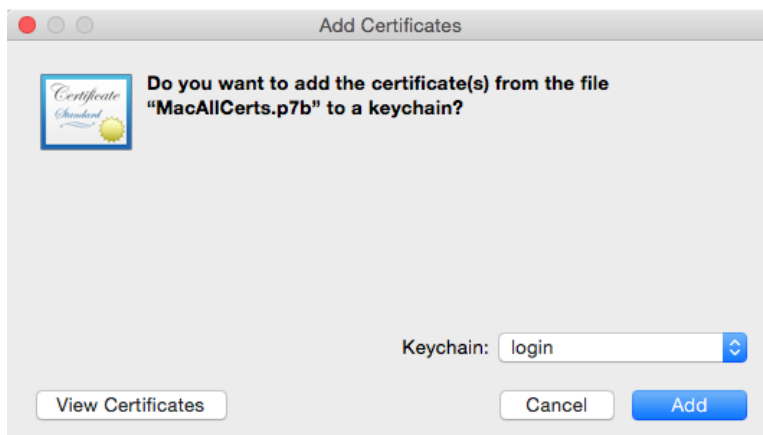 Add Certificates
Certificate
Standard
Do you want to add the certificate(s) from the file
“MacAllCerts.p7b” to a keychain?
Keychain: login
View Certificates Cancel Add